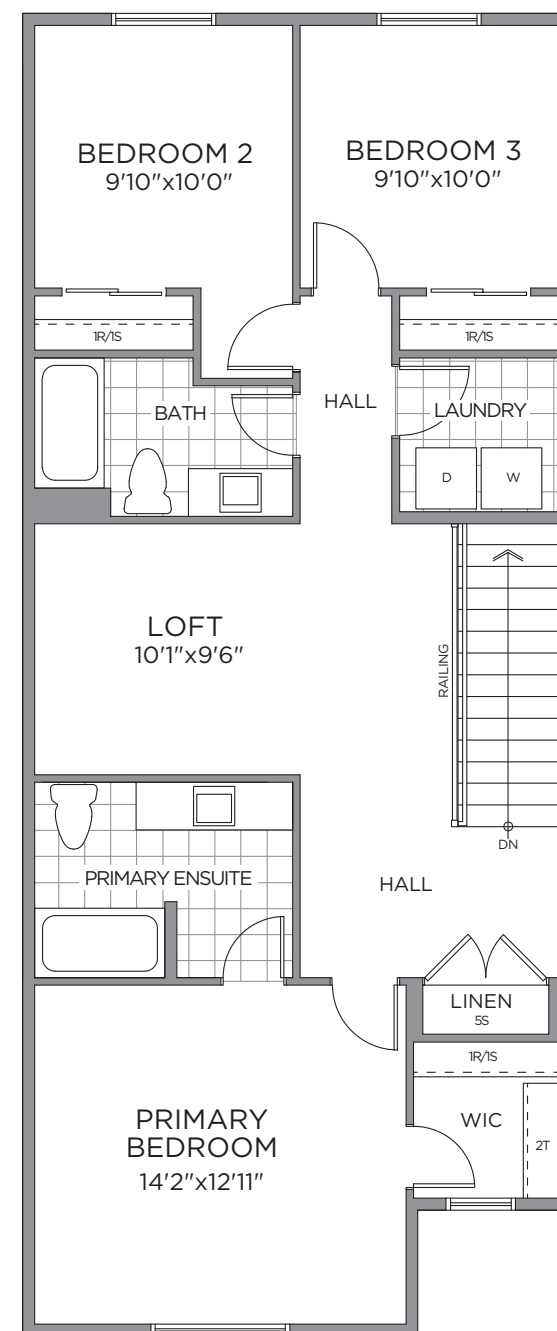 BEDROOM 2
9'10"x10'0"
BEDROOM 3
9'10"x10'0"
1R/1S
1R/1S
BATH
HALL
LAUNDRY
D
W
LOFT
10'1"x9'6"
RAILING
DN
PRIMARY ENSUITE
HALL
LINEN
5S
1R/1S
WIC
2T
PRIMARY
BEDROOM
14'2"x12'11"